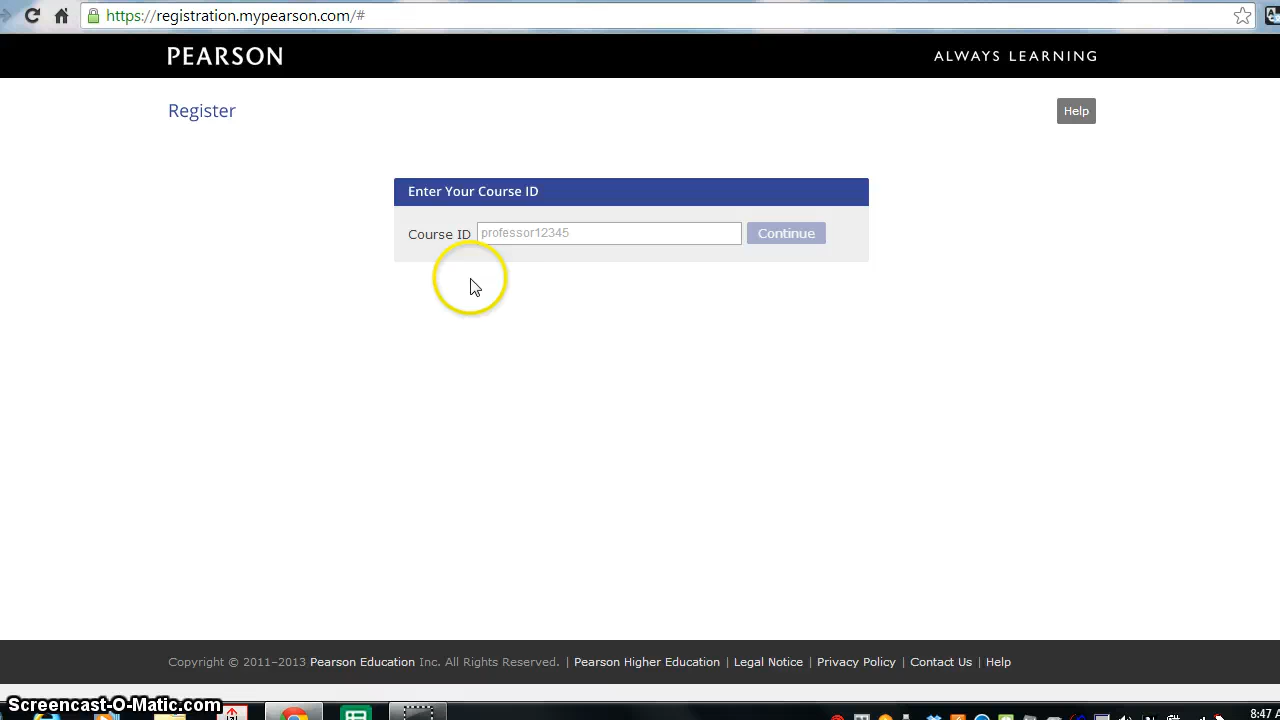 https://registration.mypearson.com/#
PEARSON
ALWAYS LEARNING
Register
Help
Enter Your Course ID
Course ID professor12345 Continue
Copyright © 2011–2013 Pearson Education Inc. All Rights Reserved. | Pearson Higher Education | Legal Notice | Privacy Policy | Contact Us | Help
Screencast-O-Matic.com
8:47 A